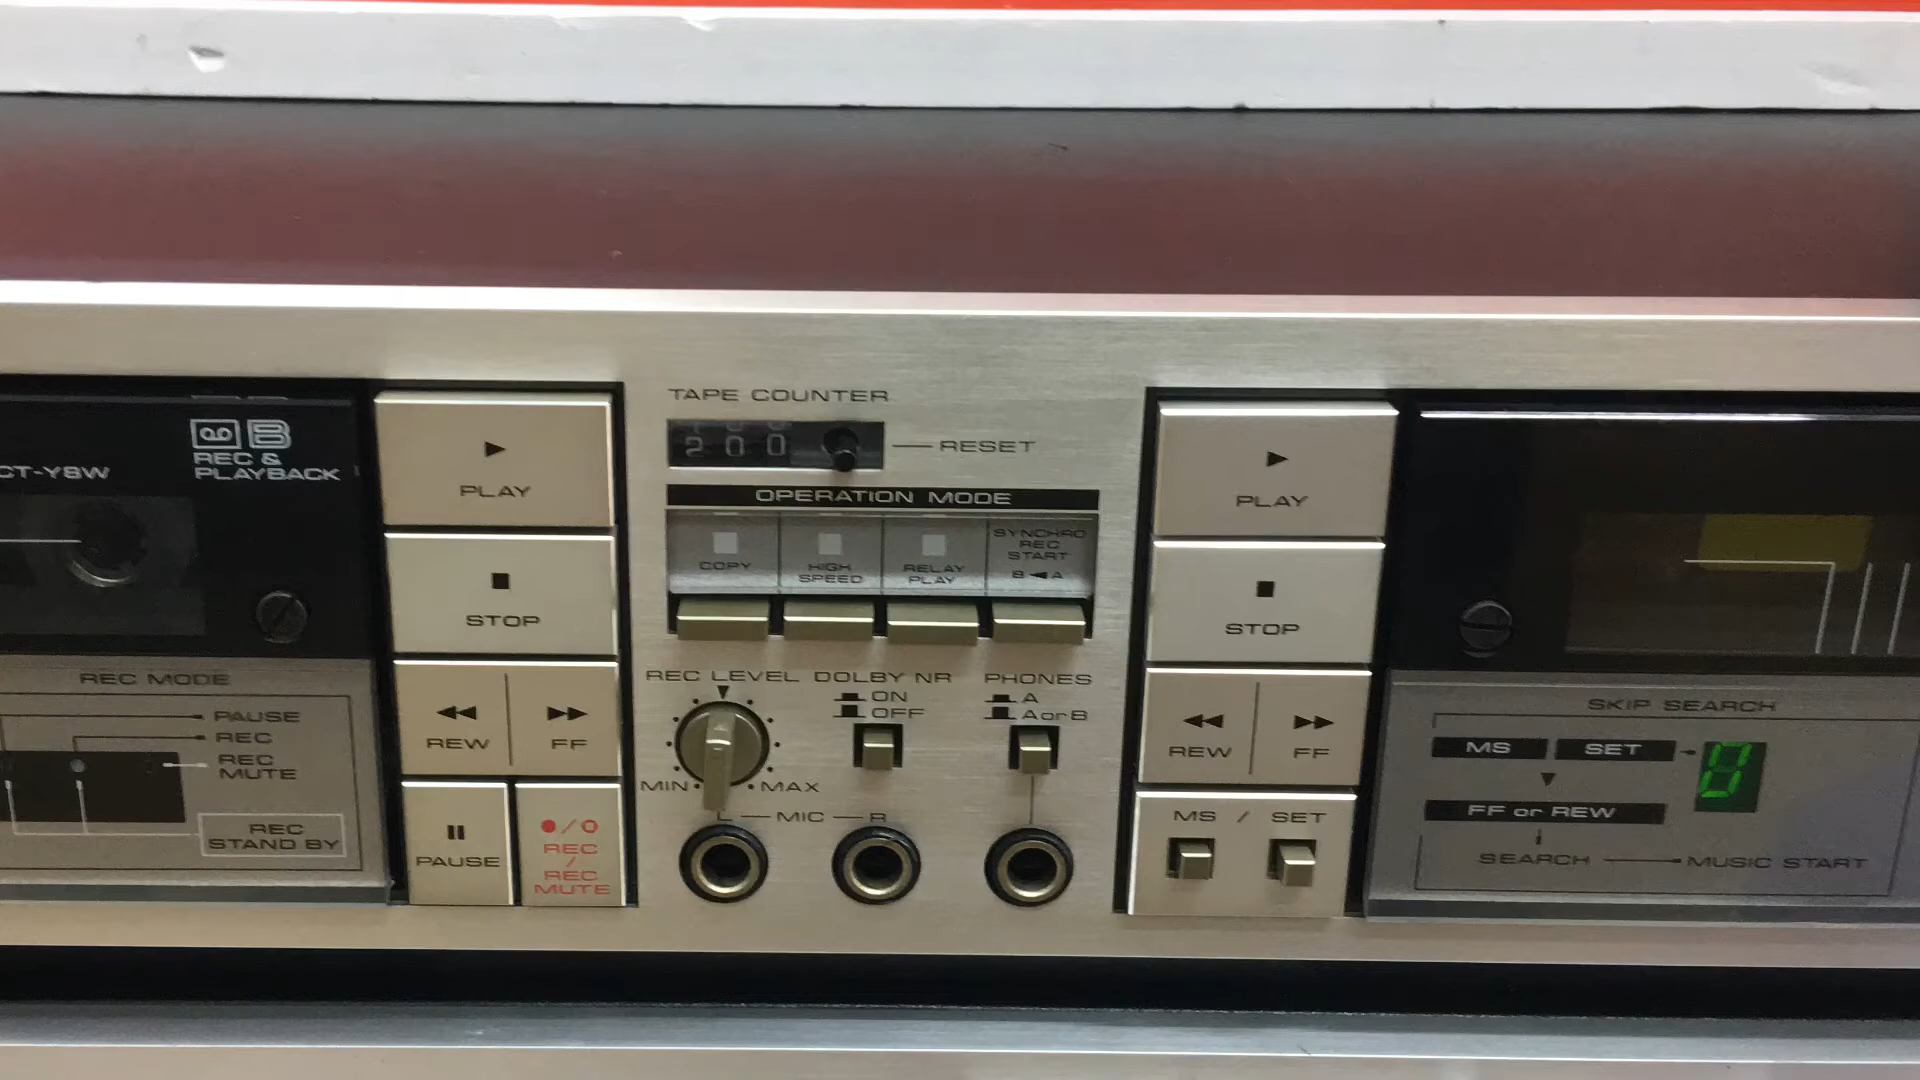 CT-Y8W
B
REC &
PLAYBACK
REC MODE
PAUSE
REC
REC
MUTE
REC
STAND BY
PLAY
STOP
REW
FF
PAUSE
REC
/
REC
MUTE
TAPE COUNTER
200
RESET
OPERATION MODE
COPY
HIGH
SPEED
RELAY
PLAY
SYNCHRO
REC
START
B ◄ A
REC LEVEL
MIN
MAX
DOLBY NR
ON
OFF
PHONES
A
A or B
L — MIC — R
PLAY
STOP
REW
FF
MS / SET
SKIP SEARCH
MS
SET
8
FF or REW
SEARCH
MUSIC START